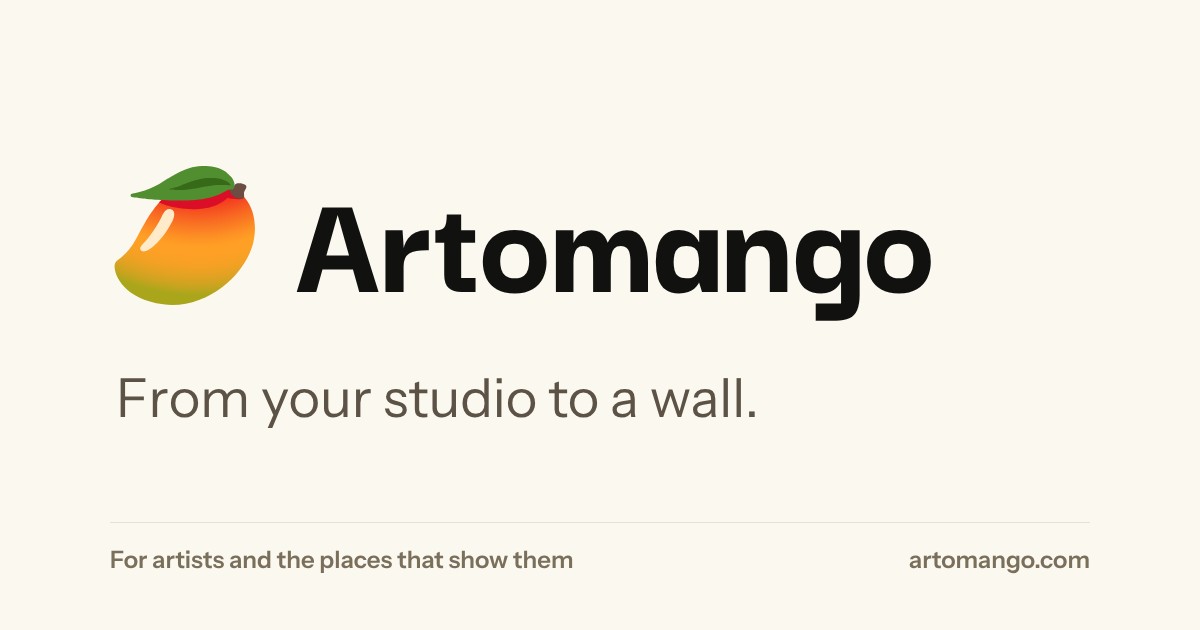 Artomango
From your studio to a wall.
For artists and the places that show them
artomango.com